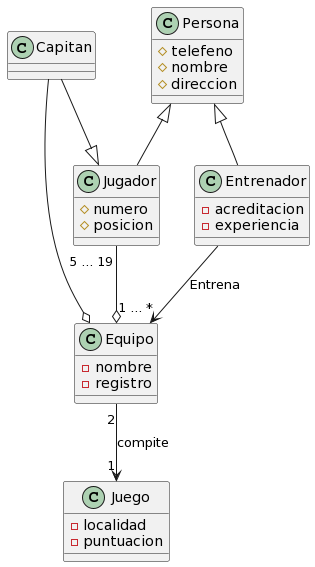 C Persona
telefeno
nombre
direccion
C Capitan
C Jugador
numero
posicion
C Entrenador
acreditacion
experiencia
5 ... 19
1 ... *
Entrena
C Equipo
nombre
registro
2
compite
1
C Juego
localidad
puntuacion